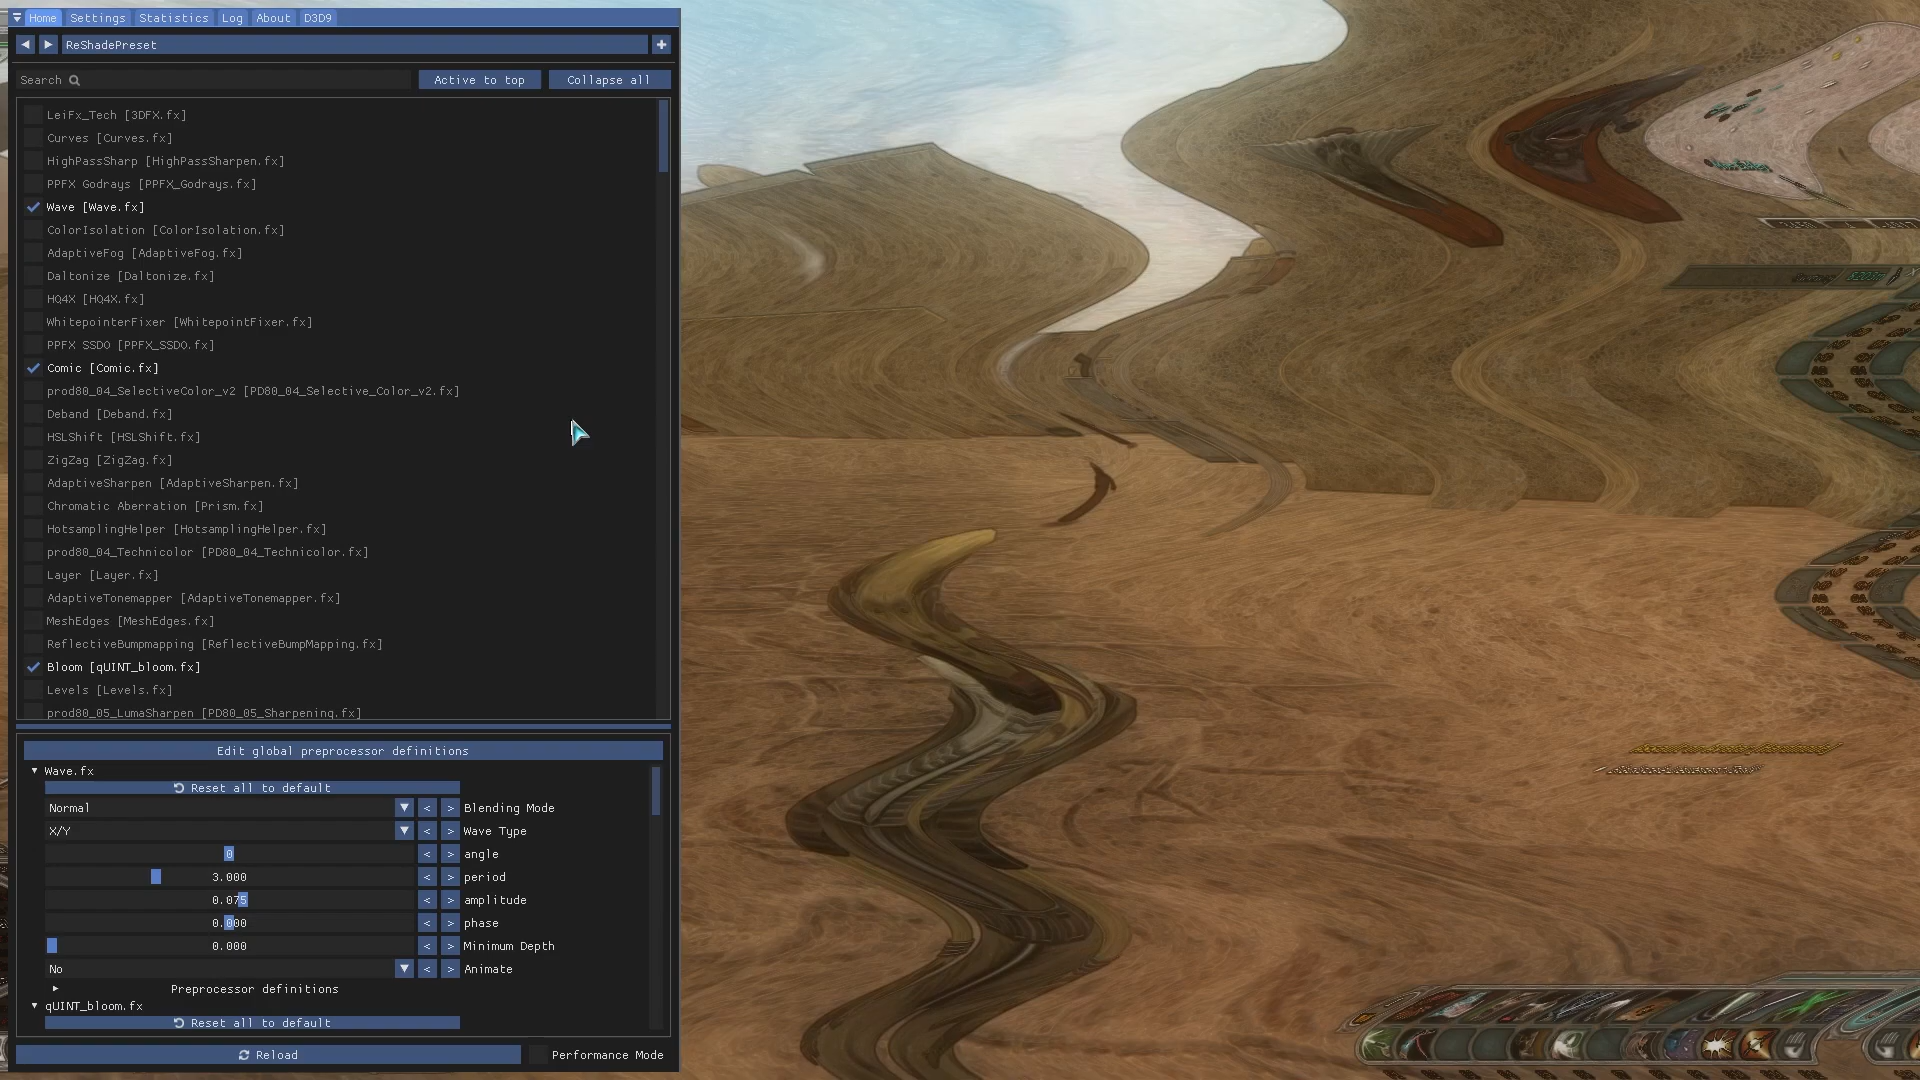 Home Settings Statistics Log About D3D9
ReShadePreset
Search Active to top Collapse all
LeiFx_Tech [3DFX.fx]
Curves [Curves.fx]
HighPassSharp [HighPassSharpen.fx]
PPFX Godrays [PPFX_Godrays.fx]
Wave [Wave.fx]
ColorIsolation [ColorIsolation.fx]
AdaptiveFog [AdaptiveFog.fx]
Daltonize [Daltonize.fx]
HQ4X [HQ4X.fx]
WhitepointerFixer [WhitepointFixer.fx]
PPFX SSDO [PPFX_SSDO.fx]
Comic [Comic.fx]
prod80_04_SelectiveColor_v2 [PD80_04_Selective_Color_v2.fx]
Deband [Deband.fx]
HSLShift [HSLShift.fx]
ZigZag [ZigZag.fx]
AdaptiveSharpen [AdaptiveSharpen.fx]
Chromatic Aberration [Prism.fx]
HotsamplingHelper [HotsamplingHelper.fx]
prod80_04_Technicolor [PD80_04_Technicolor.fx]
Layer [Layer.fx]
AdaptiveTonemapper [AdaptiveTonemapper.fx]
MeshEdges [MeshEdges.fx]
ReflectiveBumpmapping [ReflectiveBumpMapping.fx]
Bloom [qUINT_bloom.fx]
Levels [Levels.fx]
prod80_05_LumaSharpen [PD80_05_Sharpening.fx]
Edit global preprocessor definitions
Wave.fx
Reset all to default
Normal < > Blending Mode
X/Y < > Wave Type
0 < > angle
3.000 < > period
0.075 < > amplitude
0.000 < > phase
0.000 < > Minimum Depth
No < > Animate
Preprocessor definitions
qUINT_bloom.fx
Reset all to default
Reload Performance Mode